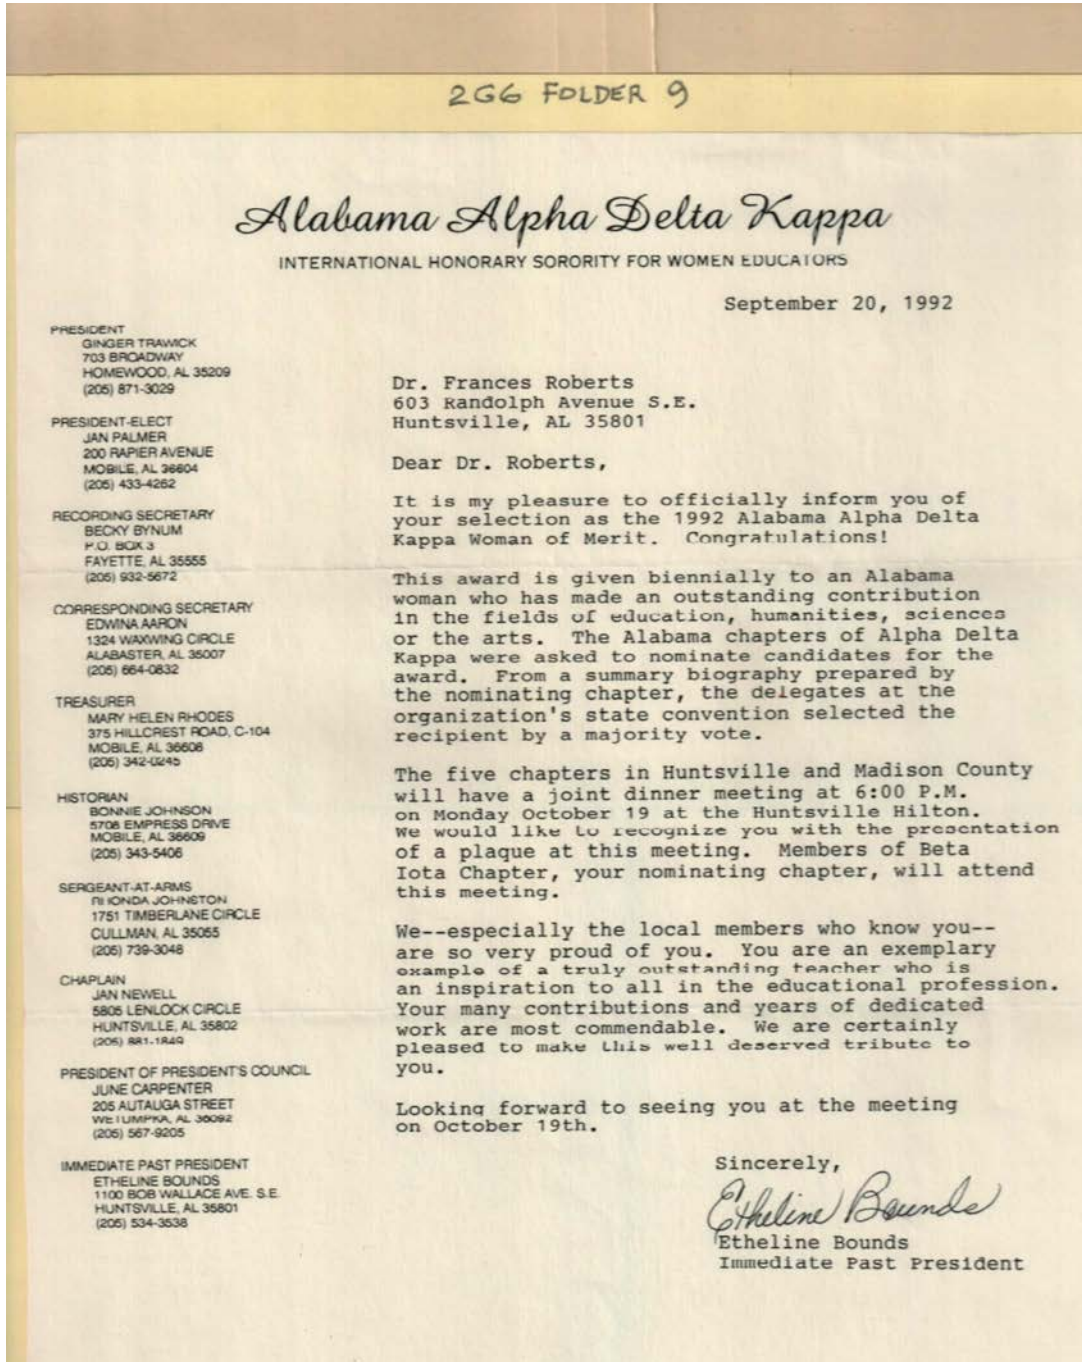 2G6 FOLDER 9
Alabama Alpha Delta Kappa
INTERNATIONAL HONORARY SORORITY FOR WOMEN EDUCATORS
September 20, 1992
PRESIDENT
GINGER TRAWICK
703 BROADWAY
HOMEWOOD, AL 35209
(205) 871-3029
PRESIDENT-ELECT
JAN PALMER
200 RAPIER AVENUE
MOBILE, AL 36604
(205) 433-4262
RECORDING SECRETARY
BECKY BYNUM
P.O. BOX 3
FAYETTE, AL 35555
(205) 932-5672
CORRESPONDING SECRETARY
EDWINA AARON
1324 WAXWING CIRCLE
ALABASTER, AL 35007
(205) 664-0832
TREASURER
MARY HELEN RHODES
375 HILLCREST ROAD, C-104
MOBILE, AL 36608
(205) 342-0245
HISTORIAN
BONNIE JOHNSON
5708 EMPRESS DRIVE
MOBILE, AL 36609
(205) 343-5406
SERGEANT-AT-ARMS
RHONDA JOHNSTON
1751 TIMBERLANE CIRCLE
CULLMAN, AL 35055
(205) 739-3048
CHAPLAIN
JAN NEWELL
5805 LENLOCK CIRCLE
HUNTSVILLE, AL 35802
(205) 881-1849
PRESIDENT OF PRESIDENT'S COUNCIL
JUNE CARPENTER
205 AUTAUGA STREET
WETUMPKA, AL 36092
(205) 567-9205
IMMEDIATE PAST PRESIDENT
ETHELINE BOUNDS
1100 BOB WALLACE AVE. S.E.
HUNTSVILLE, AL 35801
(205) 534-3538
Dr. Frances Roberts
603 Randolph Avenue S.E.
Huntsville, AL 35801
Dear Dr. Roberts,
It is my pleasure to officially inform you of
your selection as the 1992 Alabama Alpha Delta
Kappa Woman of Merit. Congratulations!
This award is given biennially to an Alabama
woman who has made an outstanding contribution
in the fields of education, humanities, sciences
or the arts. The Alabama chapters of Alpha Delta
Kappa were asked to nominate candidates for the
award. From a summary biography prepared by
the nominating chapter, the delegates at the
organization's state convention selected the
recipient by a majority vote.
The five chapters in Huntsville and Madison County
will have a joint dinner meeting at 6:00 P.M.
on Monday October 19 at the Huntsville Hilton.
We would like to recognize you with the presentation
of a plaque at this meeting. Members of Beta
Iota Chapter, your nominating chapter, will attend
this meeting.
We--especially the local members who know you--
are so very proud of you. You are an exemplary
example of a truly outstanding teacher who is
an inspiration to all in the educational profession.
Your many contributions and years of dedicated
work are most commendable. We are certainly
pleased to make this well deserved tribute to
you.
Looking forward to seeing you at the meeting
on October 19th.
Sincerely,
Etheline Bounds
Etheline Bounds
Immediate Past President